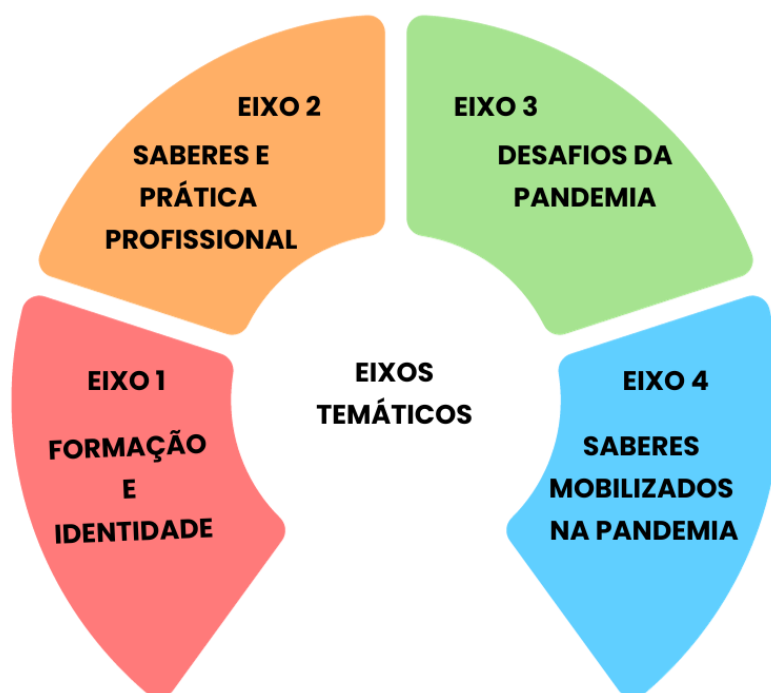 EIXO 1
FORMAÇÃO
E
IDENTIDADE
EIXO 2
SABERES E
PRÁTICA
PROFISSIONAL
EIXO 3
DESAFIOS DA
PANDEMIA
EIXO 4
SABERES
MOBILIZADOS
NA PANDEMIA
EIXOS
TEMÁTICOS